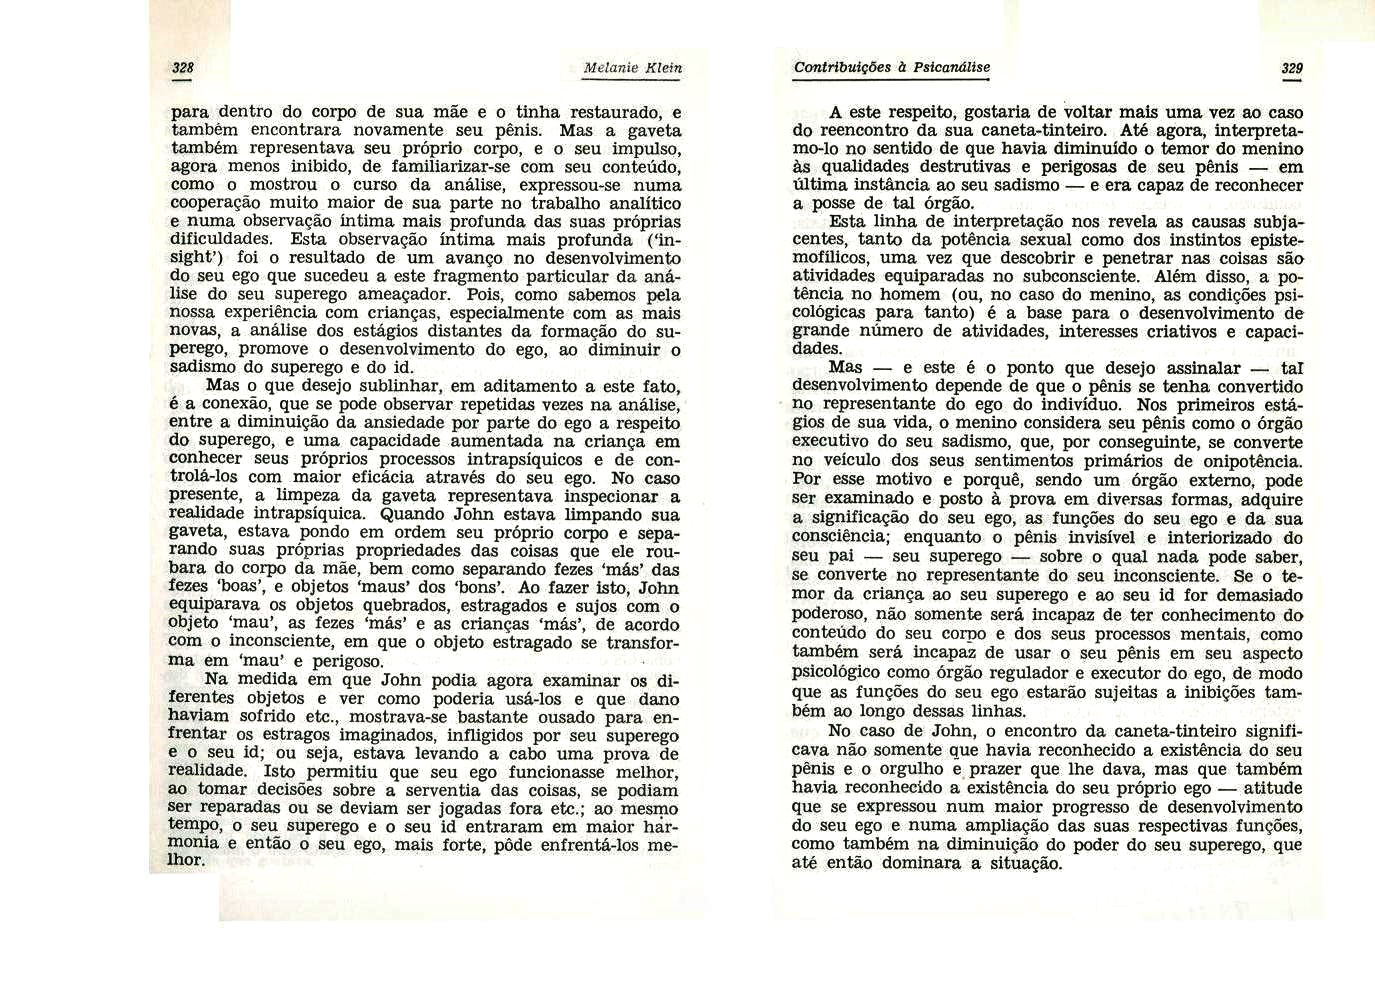 328
Melanie Klein
para dentro do corpo de sua mãe e o tinha restaurado, e
também encontrara novamente seu pênis. Mas a gaveta
também representava seu próprio corpo, e o seu impulso,
agora menos inibido, de familiarizar-se com seu conteúdo,
como o mostrou o curso da análise, expressou-se numa
cooperação muito maior de sua parte no trabalho analítico
e numa observação íntima mais profunda das suas próprias
dificuldades. Esta observação íntima mais profunda (‘in-
sight’) foi o resultado de um avanço no desenvolvimento
do seu ego que sucedeu a este fragmento particular da aná-
lise do seu superego ameaçador. Pois, como sabemos pela
nossa experiência com crianças, especialmente com as mais
novas, a análise dos estágios distantes da formação do su-
perego, promove o desenvolvimento do ego, ao diminuir o
sadismo do superego e do id.
Mas o que desejo sublinhar, em aditamento a este fato,
é a conexão, que se pode observar repetidas vezes na análise,
entre a diminuição da ansiedade por parte do ego a respeito
do superego, e uma capacidade aumentada na criança em
conhecer seus próprios processos intrapsíquicos e de con-
trolá-los com maior eficácia através do seu ego. No caso
presente, a limpeza da gaveta representava inspecionar a
realidade intrapsíquica. Quando John estava limpando sua
gaveta, estava pondo em ordem seu próprio corpo e sepa-
rando suas próprias propriedades das coisas que ele rou-
bara do corpo da mãe, bem como separando fezes ‘más’ das
fezes ‘boas’, e objetos ‘maus’ dos ‘bons’. Ao fazer isto, John
equiparava os objetos quebrados, estragados e sujos com o
objeto ‘mau’, as fezes ‘más’ e as crianças ‘más’, de acordo
com o inconsciente, em que o objeto estragado se transfor-
ma em ‘mau’ e perigoso.
Na medida em que John podia agora examinar os di-
ferentes objetos e ver como poderia usá-los e que dano
haviam sofrido etc., mostrava-se bastante ousado para en-
frentar os estragos imaginados, infligidos por seu superego
e o seu id; ou seja, estava levando a cabo uma prova de
realidade. Isto permitiu que seu ego funcionasse melhor,
ao tomar decisões sobre a serventia das coisas, se podiam
ser reparadas ou se deviam ser jogadas fora etc.; ao mesmo
tempo, o seu superego e o seu id entraram em maior har-
monia e então o seu ego, mais forte, pôde enfrentá-los me-
lhor.
Contribuições à Psicanálise
329
A este respeito, gostaria de voltar mais uma vez ao caso
do reencontro da sua caneta-tinteiro. Até agora, interpreta-
mo-lo no sentido de que havia diminuído o temor do menino
às qualidades destrutivas e perigosas de seu pênis — em
última instância ao seu sadismo — e era capaz de reconhecer
a posse de tal órgão.
Esta linha de interpretação nos revela as causas subja-
centes, tanto da potência sexual como dos instintos episte-
mofílicos, uma vez que descobrir e penetrar nas coisas são
atividades equiparadas no subconsciente. Além disso, a po-
tência no homem (ou, no caso do menino, as condições psi-
cológicas para tanto) é a base para o desenvolvimento de
grande número de atividades, interesses criativos e capaci-
dades.
Mas — e este é o ponto que desejo assinalar — tal
desenvolvimento depende de que o pênis se tenha convertido
no representante do ego do indivíduo. Nos primeiros está-
gios de sua vida, o menino considera seu pênis como o órgão
executivo do seu sadismo, que, por conseguinte, se converte
no veículo dos seus sentimentos primários de onipotência.
Por esse motivo e porquê, sendo um órgão externo, pode
ser examinado e posto à prova em diversas formas, adquire
a significação do seu ego, as funções do seu ego e da sua
consciência; enquanto o pênis invisível e interiorizado do
seu pai — seu superego — sobre o qual nada pode saber,
se converte no representante do seu inconsciente. Se o te-
mor da criança ao seu superego e ao seu id for demasiado
poderoso, não somente será incapaz de ter conhecimento do
conteúdo do seu corpo e dos seus processos mentais, como
também será incapaz de usar o seu pênis em seu aspecto
psicológico como órgão regulador e executor do ego, de modo
que as funções do seu ego estarão sujeitas a inibições tam-
bém ao longo dessas linhas.
No caso de John, o encontro da caneta-tinteiro signifi-
cava não somente que havia reconhecido a existência do seu
pênis e o orgulho e prazer que lhe dava, mas que também
havia reconhecido a existência do seu próprio ego — atitude
que se expressou num maior progresso de desenvolvimento
do seu ego e numa ampliação das suas respectivas funções,
como também na diminuição do poder do seu superego, que
até então dominara a situação.